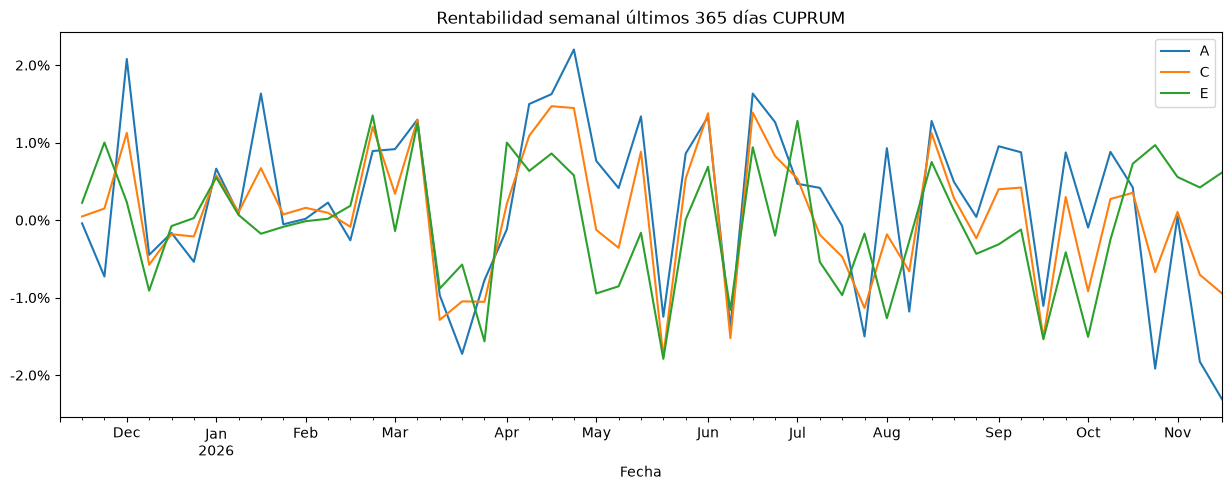 Rentabilidad semanal últimos 365 días CUPRUM
A
C
E
2.0%
1.0%
0.0%
-1.0%
-2.0%
Dec Jan Feb Mar Apr May Jun Jul Aug Sep Oct Nov
2026
Fecha